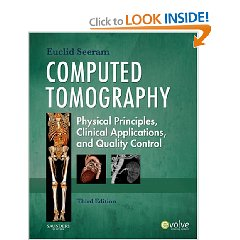 Click to LOOK INSIDE!
Euclid Seeram
COMPUTED
TOMOGRAPHY
Physical Principles,
Clinical Applications,
and Quality Control
Third Edition
SAUNDERS
evolve